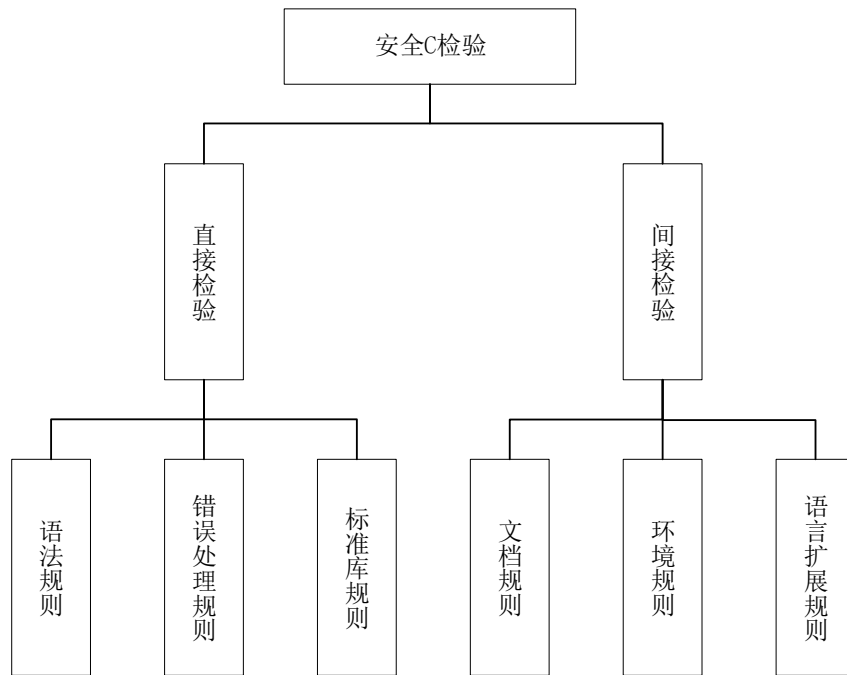 安全C检验
直接检验
间接检验
语法规则
错误处理规则
标准库规则
文档规则
环境规则
语言扩展规则